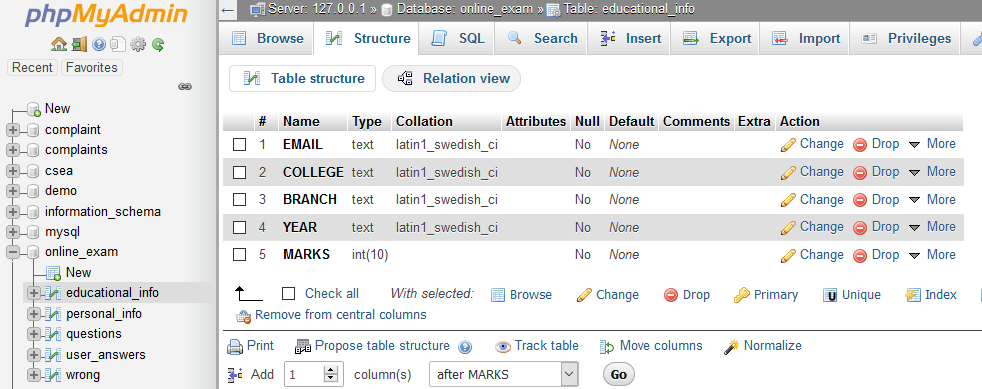 phpMyAdmin
Recent Favorites
New
complaint
complaints
csea
demo
information_schema
mysql
online_exam
New
educational_info
personal_info
questions
user_answers
wrong
Server: 127.0.0.1 » Database: online_exam » Table: educational_info
Browse Structure SQL Search Insert Export Import Privileges
Table structure Relation view
# Name Type Collation Attributes Null Default Comments Extra Action
1 EMAIL text latin1_swedish_ci No None Change Drop More
2 COLLEGE text latin1_swedish_ci No None Change Drop More
3 BRANCH text latin1_swedish_ci No None Change Drop More
4 YEAR text latin1_swedish_ci No None Change Drop More
5 MARKS int(10) No None Change Drop More
Check all With selected: Browse Change Drop Primary Unique Index
Remove from central columns
Print Propose table structure Track table Move columns Normalize
Add 1 column(s) after MARKS Go